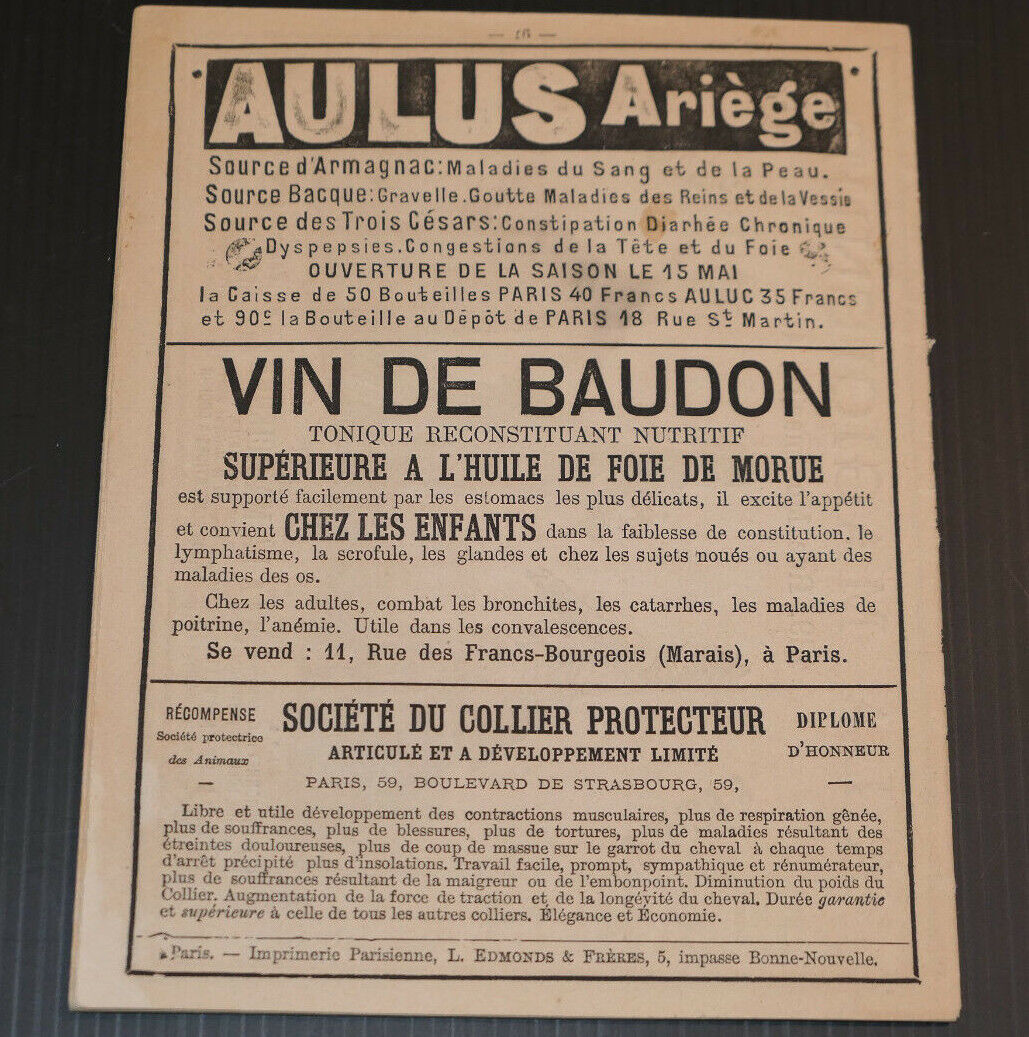 — 16 —
AULUS Ariège
Source d'Armagnac: Maladies du Sang et de la Peau.
Source Bacque: Gravelle. Goutte Maladies des Reins et de la Vessie
Source des Trois Césars: Constipation Diarhée Chronique
Dyspepsies. Congestions de la Tête et du Foie
OUVERTURE DE LA SAISON LE 15 MAI
la Caisse de 50 Bouteilles PARIS 40 Francs AULUC 35 Francs
et 90c la Bouteille au Dépôt de PARIS 18 Rue St Martin.
VIN DE BAUDON
TONIQUE RECONSTITUANT NUTRITIF
SUPÉRIEURE A L'HUILE DE FOIE DE MORUE
est supporté facilement par les estomacs les plus délicats, il excite l'appétit
et convient CHEZ LES ENFANTS dans la faiblesse de constitution. le
lymphatisme, la scrofule, les glandes et chez les sujets noués ou ayant des
maladies des os.
Chez les adultes, combat les bronchites, les catarrhes, les maladies de
poitrine, l'anémie. Utile dans les convalescences.
Se vend : 11, Rue des Francs-Bourgeois (Marais), à Paris.
RÉCOMPENSE
Société protectrice
des Animaux
—
SOCIÉTÉ DU COLLIER PROTECTEUR
ARTICULÉ ET A DÉVELOPPEMENT LIMITÉ
PARIS, 59, BOULEVARD DE STRASBOURG, 59,
DIPLOME
D'HONNEUR
—
Libre et utile développement des contractions musculaires, plus de respiration gênée,
plus de souffrances, plus de blessures, plus de tortures, plus de maladies résultant des
étreintes douloureuses, plus de coup de massue sur le garrot du cheval à chaque temps
d'arrêt précipité plus d'insolations. Travail facile, prompt, sympathique et rénumérateur,
plus de souffrances résultant de la maigreur ou de l'embonpoint. Diminution du poids du
Collier. Augmentation de la force de traction et de la longévité du cheval. Durée garantie
et supérieure à celle de tous les autres colliers. Élégance et Economie.
Paris. — Imprimerie Parisienne, L. EDMONDS & FRÈRES, 5, impasse Bonne-Nouvelle.